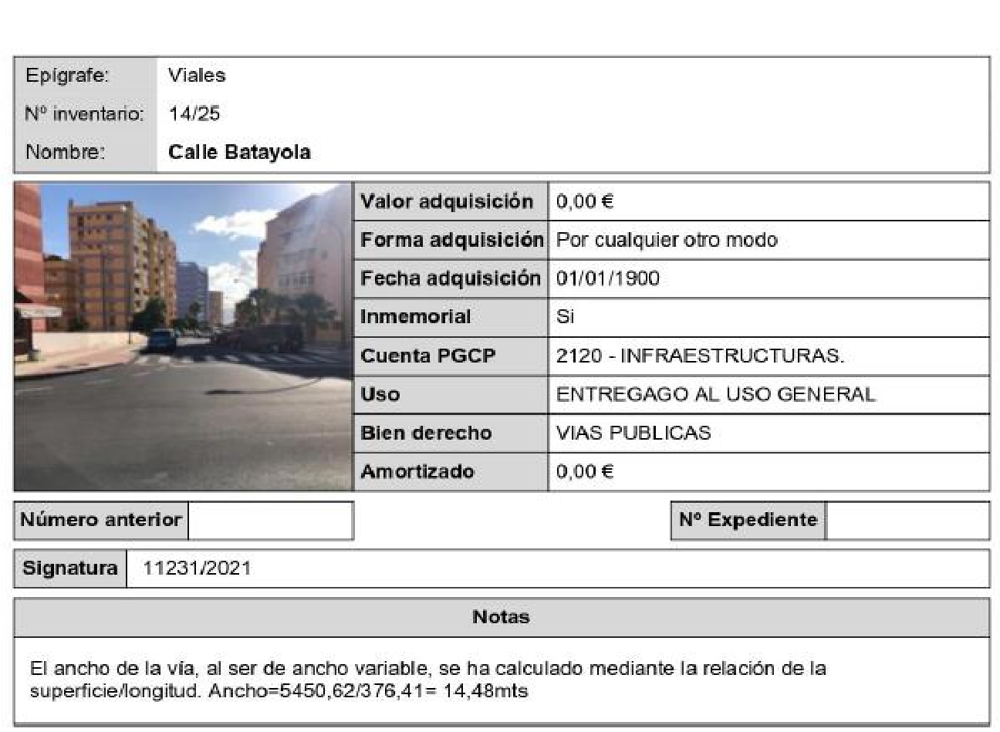 Epígrafe: Viales
Nº inventario: 14/25
Nombre: Calle Batayola
Valor adquisición 0,00 €
Forma adquisición Por cualquier otro modo
Fecha adquisición 01/01/1900
Inmemorial Si
Cuenta PGCP 2120 - INFRAESTRUCTURAS.
Uso ENTREGAGO AL USO GENERAL
Bien derecho VIAS PUBLICAS
Amortizado 0,00 €
Número anterior Nº Expediente
Signatura 11231/2021
Notas
El ancho de la vía, al ser de ancho variable, se ha calculado mediante la relación de la
superficie/longitud. Ancho=5450,62/376,41= 14,48mts